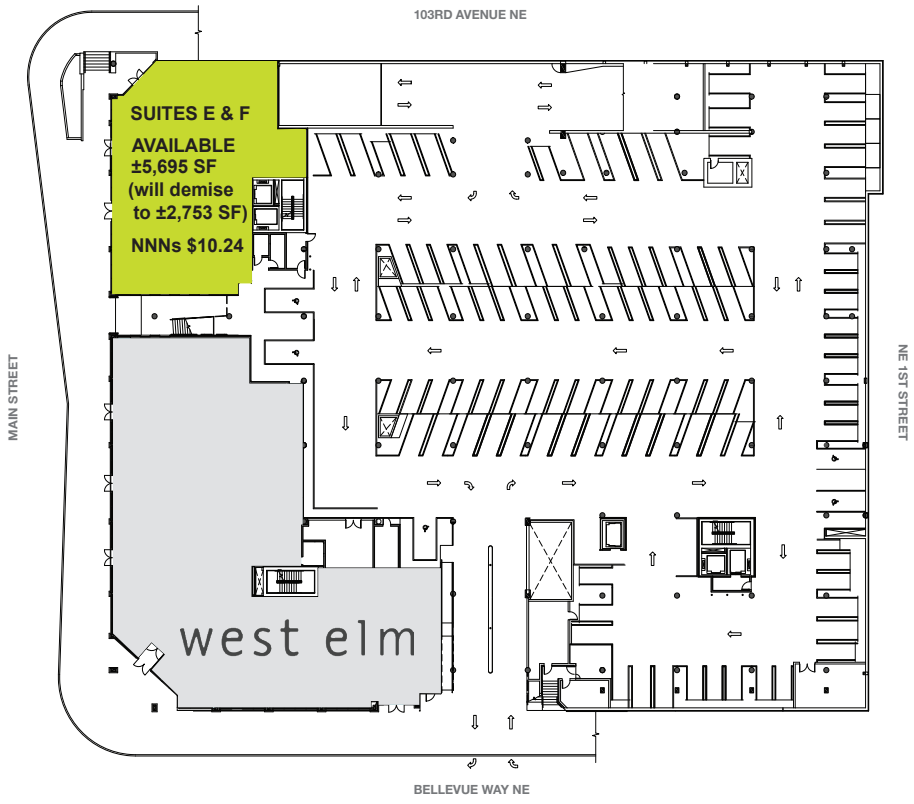 103RD AVENUE NE
SUITES E & F
AVAILABLE
±5,695 SF
(will demise
to ±2,753 SF)
NNNs $10.24
MAIN STREET
NE 1ST STREET
west elm
BELLEVUE WAY NE